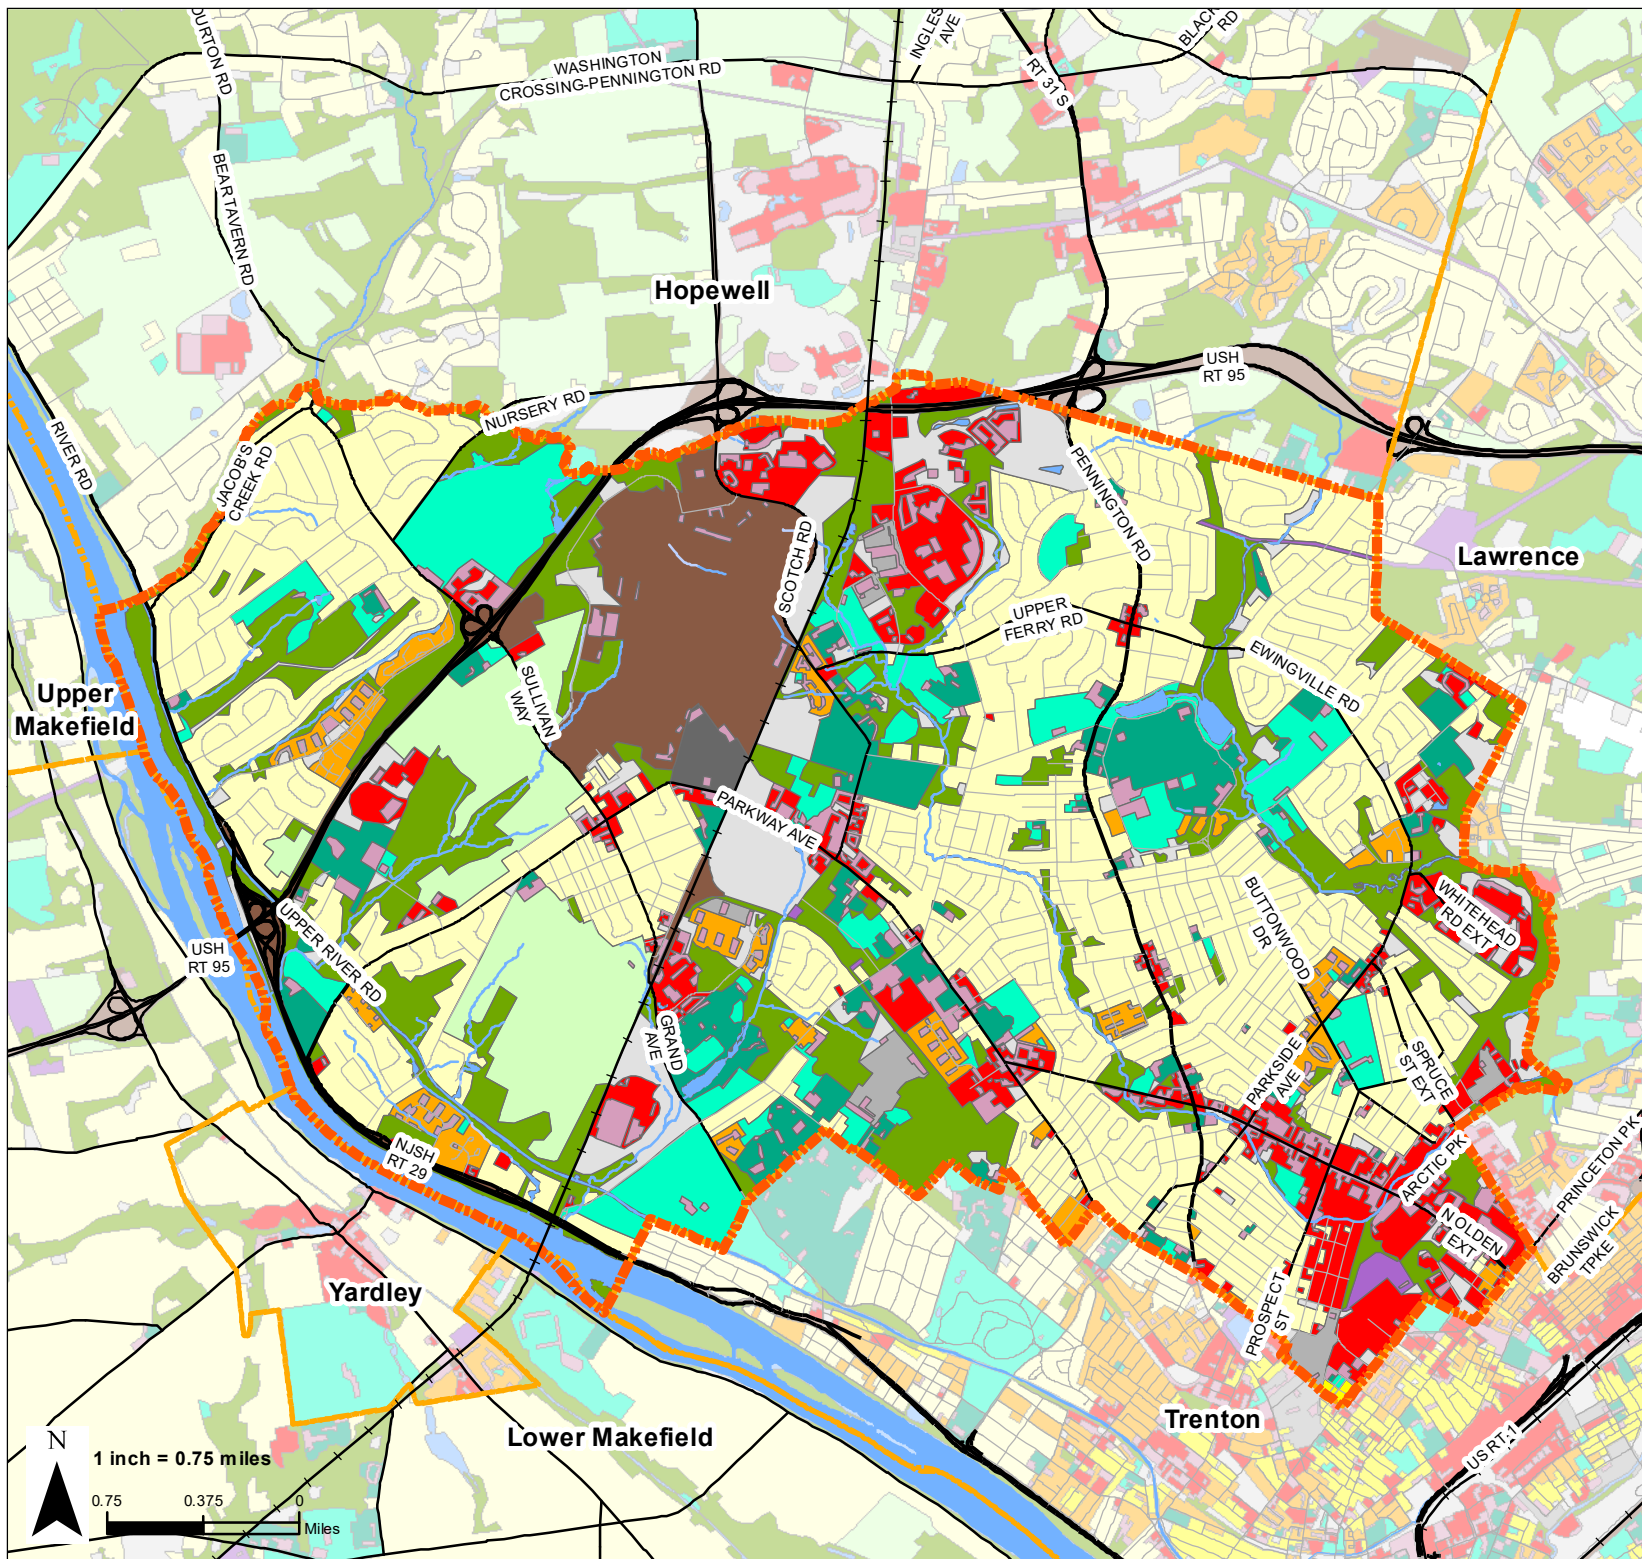 OURTON RD
WASHINGTON
CROSSING-PENNINGTON RD
INGLES
AVE
RT 31 S
BLACK
RD
BEARTAVERN RD
Hopewell
USH
RT 95
NURSERY RD
RIVER RD
JACOB'S
CREEK RD
PENNINGTON RD
SCOTCH RD
Lawrence
UPPER
FERRY RD
EWINGVILLE RD
Upper
Makefield
SULLIVAN
WAY
PARKWAY AVE
BUTTONWOOD
DR
WHITEHEAD
RD EXT
USH
RT 95
UPPER RIVER RD
GRAND
AVE
PARKSIDE
AVE
SPRUCE
ST EXT
NJSH
RT 29
ARCTIC PK
PRINCETON PK
N OLDEN
EXT
BRUNSWICK
TPKE
PROSPECT
ST
Yardley
Trenton
Lower Makefield
US RT. 1
N
1 inch = 0.75 miles
0.75 0.375 0
Miles